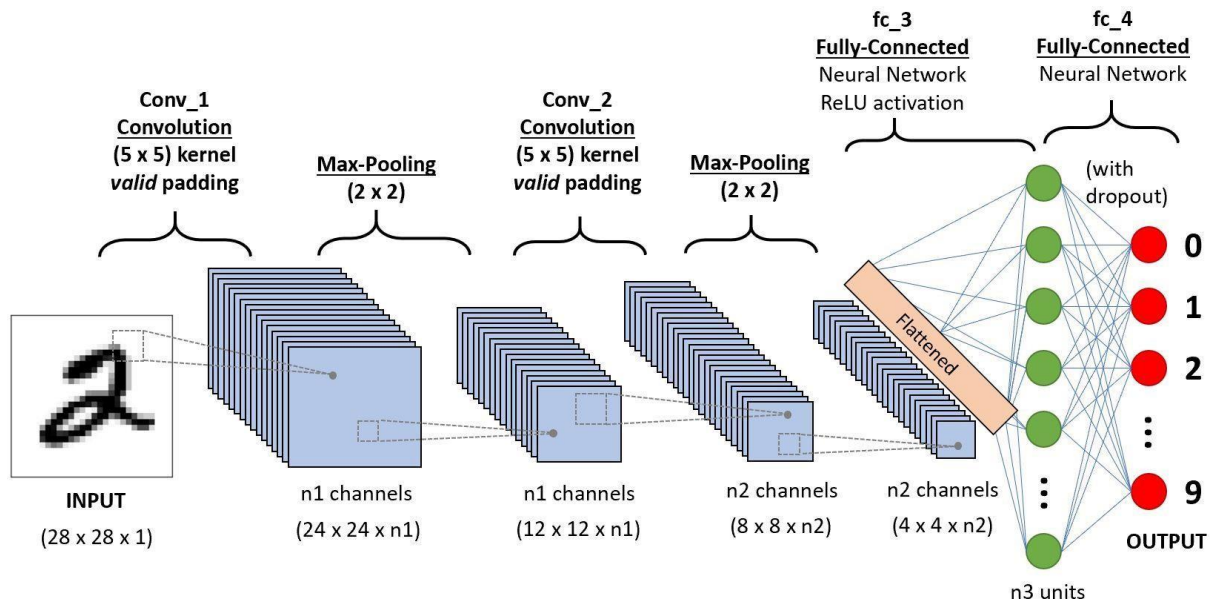 fc_3
Fully-Connected
Neural Network
ReLU activation
fc_4
Fully-Connected
Neural Network
Conv_1
Convolution
(5 x 5) kernel
valid padding
Max-Pooling
(2 x 2)
Conv_2
Convolution
(5 x 5) kernel
valid padding
Max-Pooling
(2 x 2)
(with
dropout)
Flattened
0
1
2
9
OUTPUT
INPUT
(28 x 28 x 1)
n1 channels
(24 x 24 x n1)
n1 channels
(12 x 12 x n1)
n2 channels
(8 x 8 x n2)
n2 channels
(4 x 4 x n2)
n3 units
2